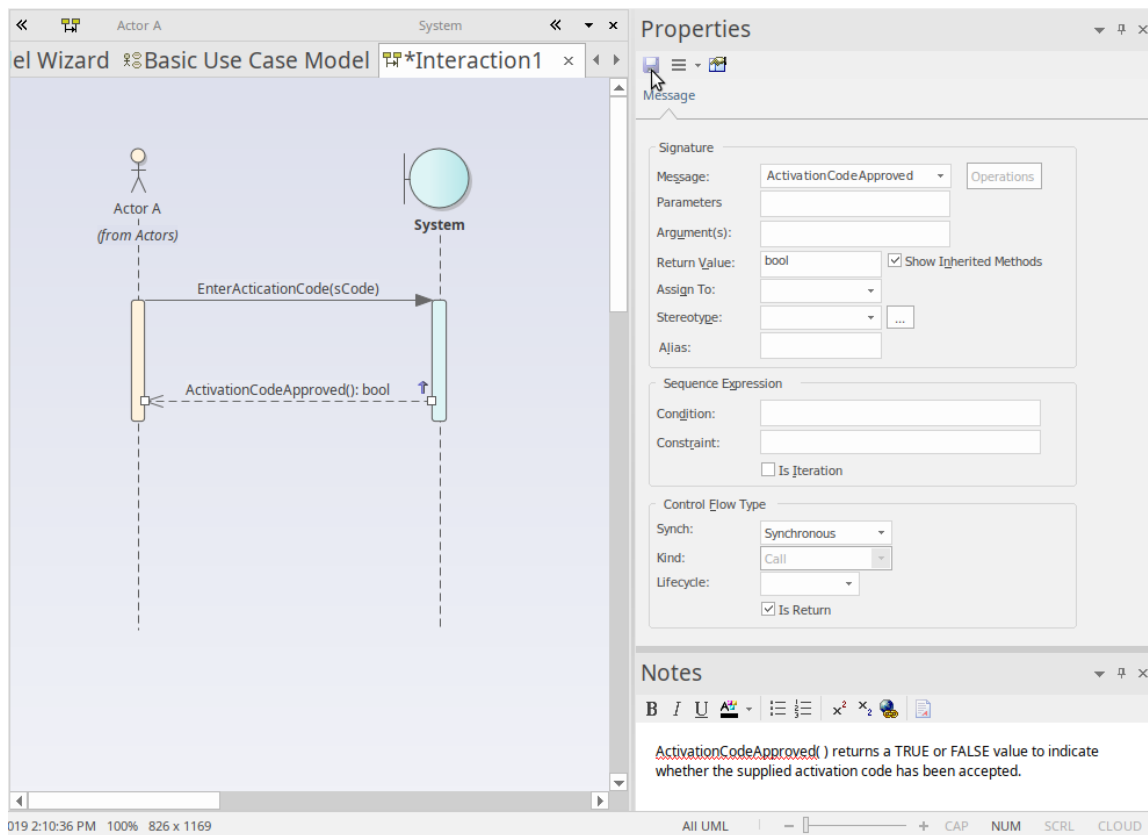 Actor A System
el Wizard Basic Use Case Model *Interaction1
Actor A
(from Actors)
System
EnterActicationCode(sCode)
ActivationCodeApproved(): bool
019 2:10:36 PM 100% 826 x 1169
Properties
Message
Signature
Message: ActivationCodeApproved Operations
Parameters
Argument(s):
Return Value: bool Show Inherited Methods
Assign To:
Stereotype: ...
Alias:
Sequence Expression
Condition:
Constraint:
Is Iteration
Control Flow Type
Synch: Synchronous
Kind: Call
Lifecycle:
Is Return
Notes
B I U A x² x₂
ActivationCodeApproved( ) returns a TRUE or FALSE value to indicate
whether the supplied activation code has been accepted.
All UML CAP NUM SCRL CLOUD